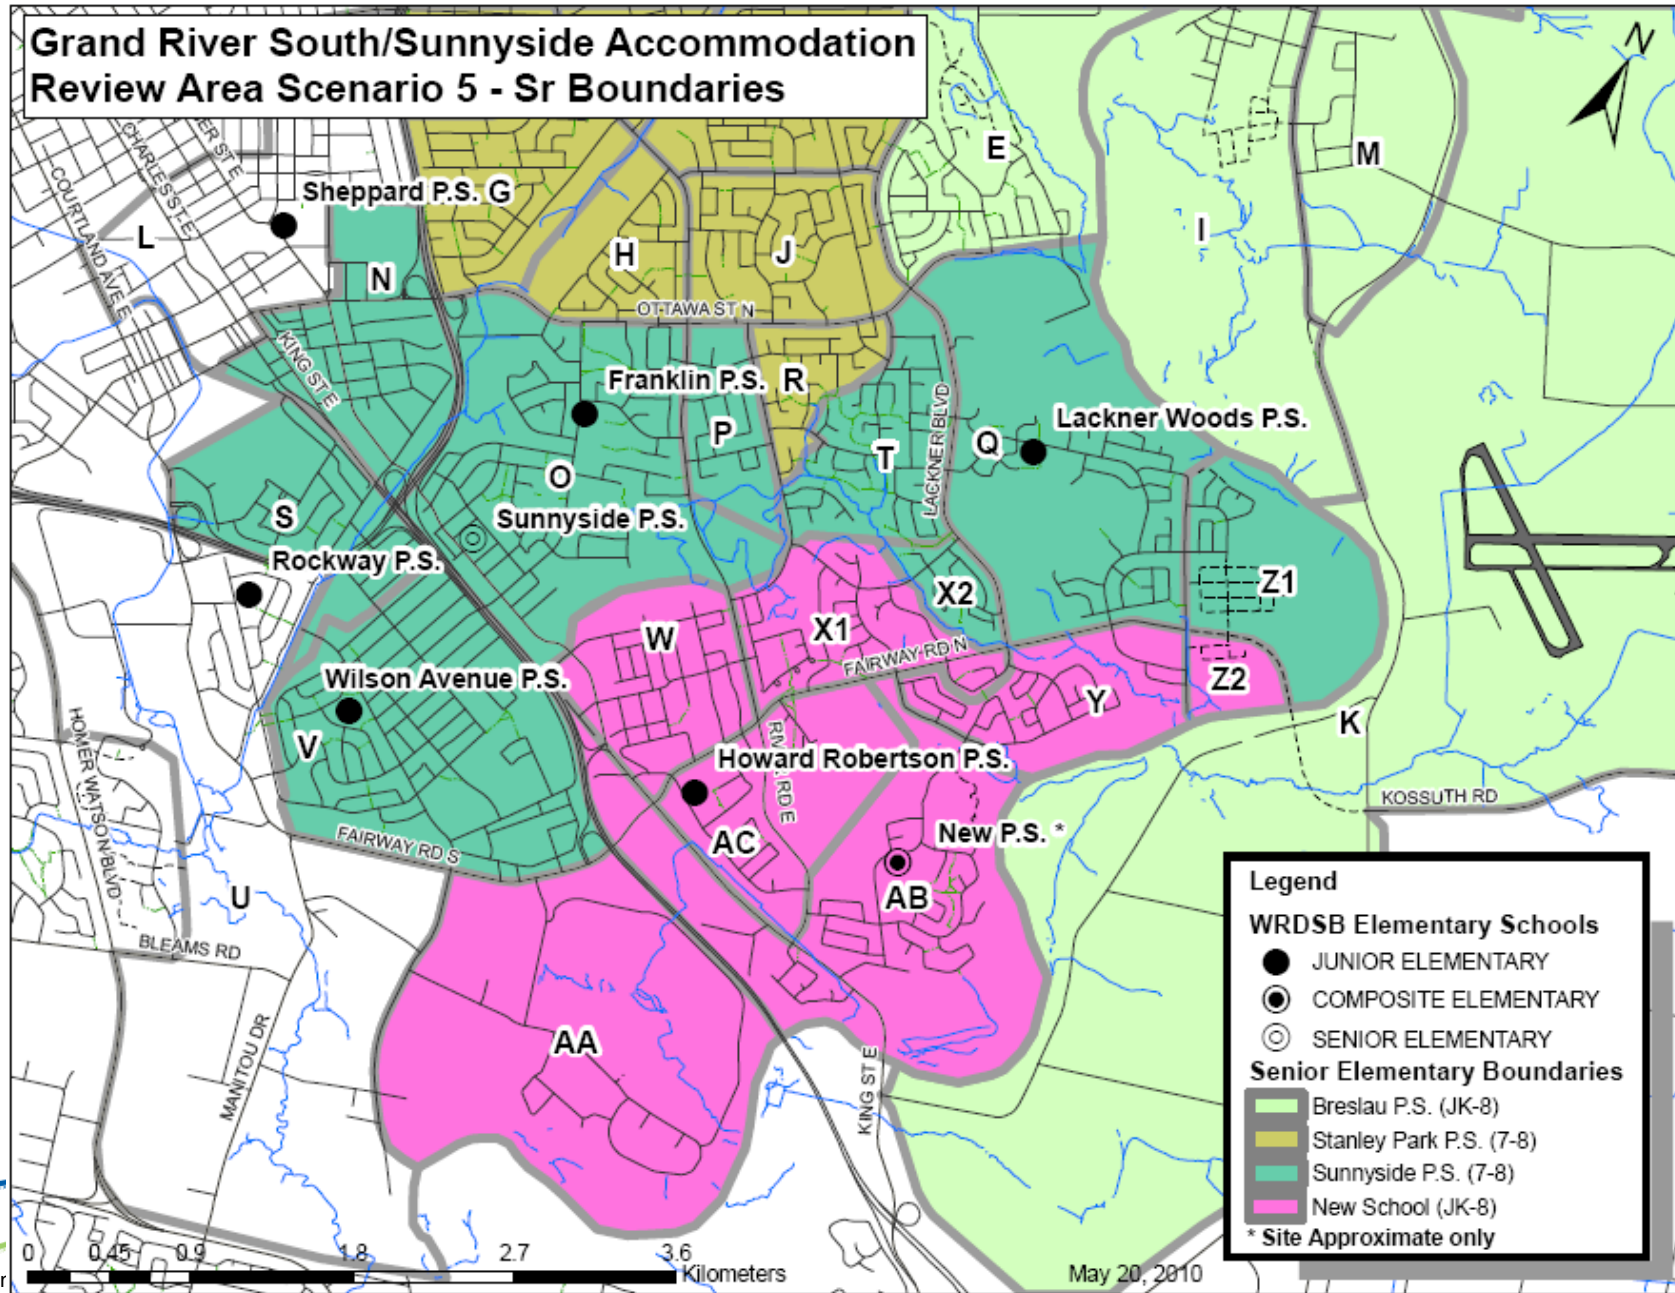 Grand River South/Sunnyside Accommodation
Review Area Scenario 5 - Sr Boundaries
N
CHARLES ST E
ER ST E
COURTLAND AVE E
E
M
Sheppard P.S.
G
L
I
H
J
N
OTTAWA ST N
KING ST E
Franklin P.S.
R
P
LACKNER BLVD
Lackner Woods P.S.
Q
T
O
S
Sunnyside P.S.
Rockway P.S.
X2
Z1
W
X1
FAIRWAY RD N
Wilson Avenue P.S.
Z2
Y
V
K
HOMER WATSON BLVD
RIVER RD E
Howard Robertson P.S.
KOSSUTH RD
FAIRWAY RD S
AC
New P.S. *
U
AB
BLEAMS RD
MANITOU DR
AA
KING ST E
Legend
WRDSB Elementary Schools
JUNIOR ELEMENTARY
COMPOSITE ELEMENTARY
SENIOR ELEMENTARY
Senior Elementary Boundaries
Breslau P.S. (JK-8)
Stanley Park P.S. (7-8)
Sunnyside P.S. (7-8)
New School (JK-8)
* Site Approximate only
0 0.45 0.9 1.8 2.7 3.6
Kilometers
May 20, 2010